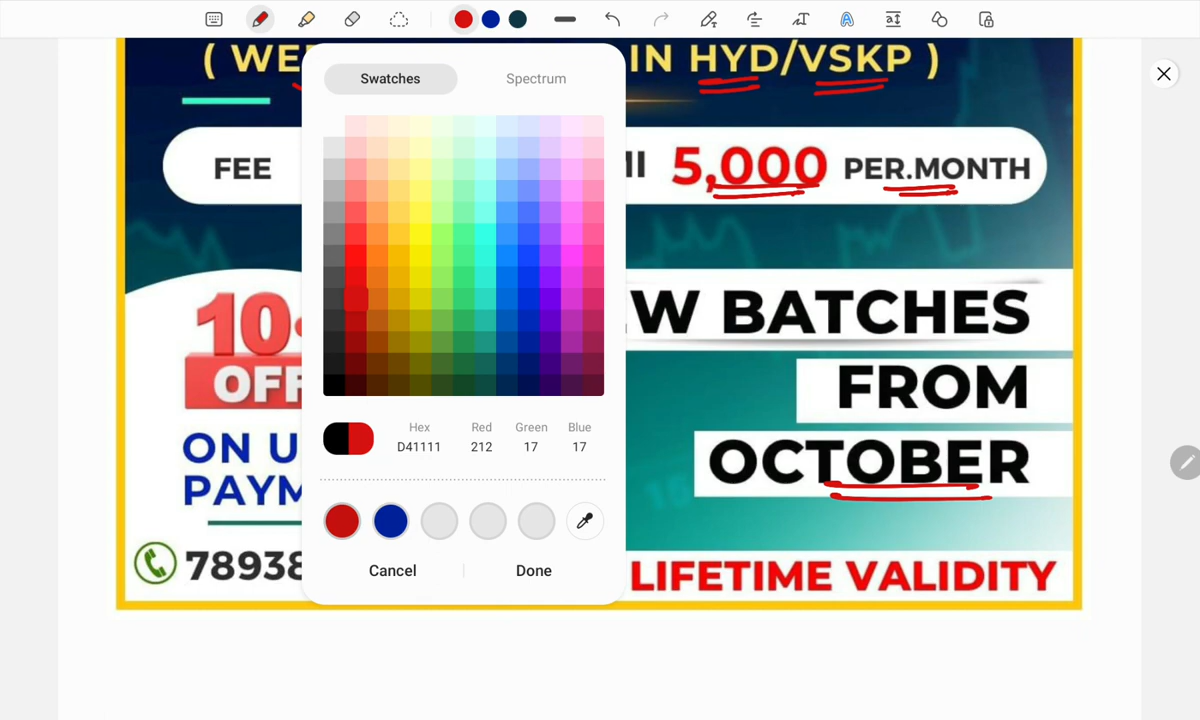 ( WE IN HYD/VSKP )
Swatches Spectrum
FEE 5,000 PER.MONTH
W BATCHES
10
OFF
FROM
Hex Red Green Blue
D41111 212 17 17
ON U
OCTOBER
PAYM
Cancel Done
78938
LIFETIME VALIDITY